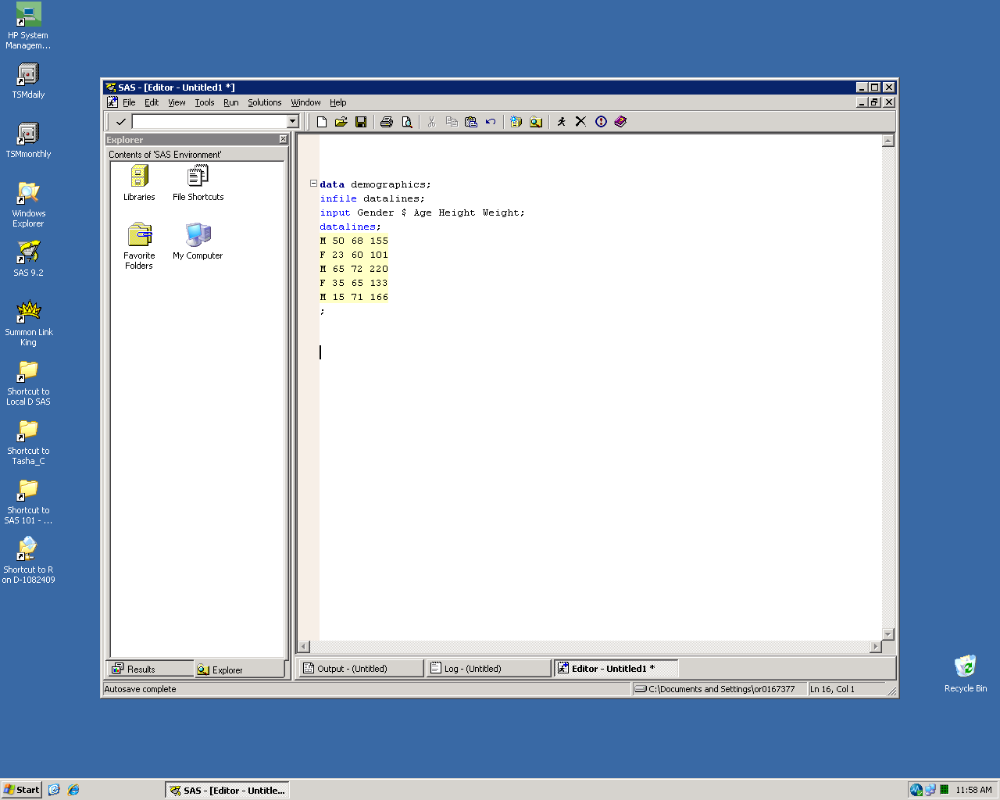 HP System
Managem...
TSMdaily
TSMmonthly
Windows
Explorer
SAS 9.2
Summon Link
King
Shortcut to
Local D SAS
Shortcut to
Tasha_C
Shortcut to
SAS 101 - ...
Shortcut to R
on D-1082409
SAS - [Editor - Untitled1 *]
File Edit View Tools Run Solutions Window Help
Explorer
Contents of 'SAS Environment'
Libraries
File Shortcuts
Favorite
Folders
My Computer
data demographics;
infile datalines;
input Gender $ Age Height Weight;
datalines;
M 50 68 155
F 23 60 101
M 65 72 220
F 35 65 133
M 15 71 166
;
Results
Explorer
Output - (Untitled)
Log - (Untitled)
Editor - Untitled1 *
Autosave complete
C:\Documents and Settings\or0167377
Ln 16, Col 1
Recycle Bin
Start
SAS - [Editor - Untitle...
11:58 AM